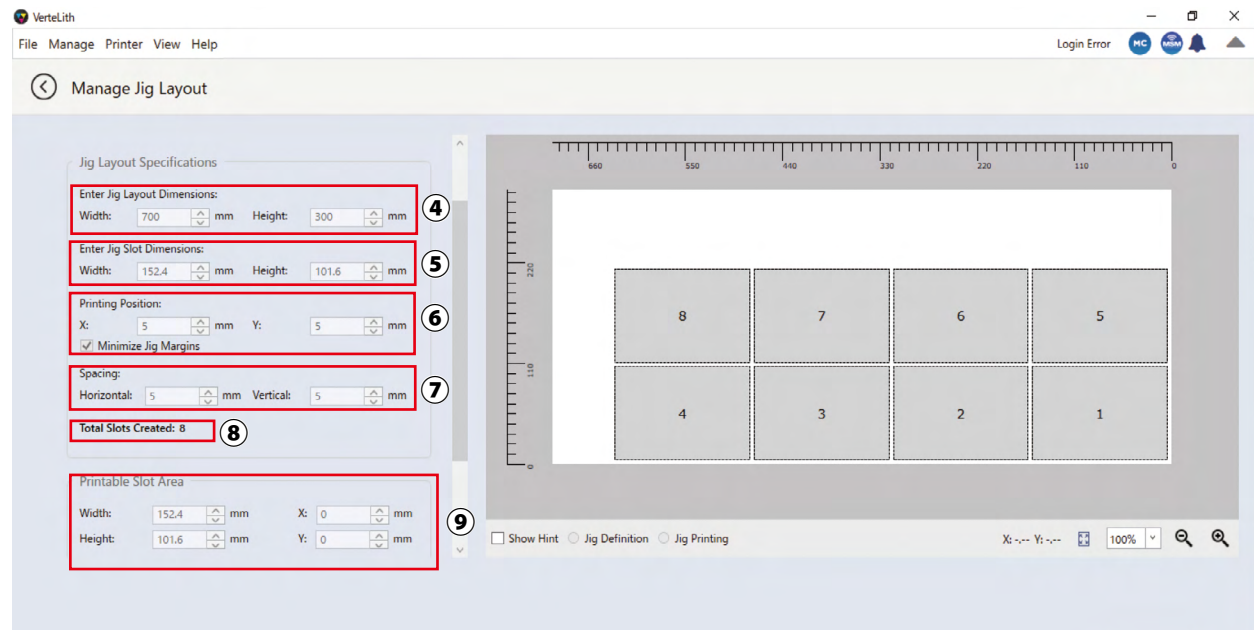 VerteLith
File Manage Printer View Help
Login Error MC MSM
Manage Jig Layout
Jig Layout Specifications
Enter Jig Layout Dimensions:
Width: 700 mm Height: 300 mm ④
Enter Jig Slot Dimensions:
Width: 152.4 mm Height: 101.6 mm ⑤
Printing Position:
X: 5 mm Y: 5 mm ⑥
Minimize Jig Margins
Spacing:
Horizontal: 5 mm Vertical: 5 mm ⑦
Total Slots Created: 8 ⑧
Printable Slot Area
Width: 152.4 mm X: 0 mm
Height: 101.6 mm Y: 0 mm ⑨
660 550 440 330 220 110 0
220
110
0
8 7 6 5
4 3 2 1
Show Hint Jig Definition Jig Printing
X: -,-- Y: -,-- 100%